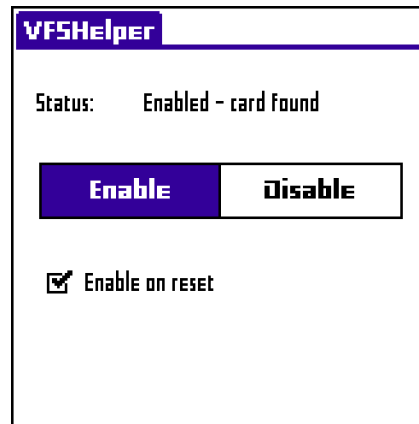 VFSHelper
Status: Enabled - card found
Enable Disable
Enable on reset